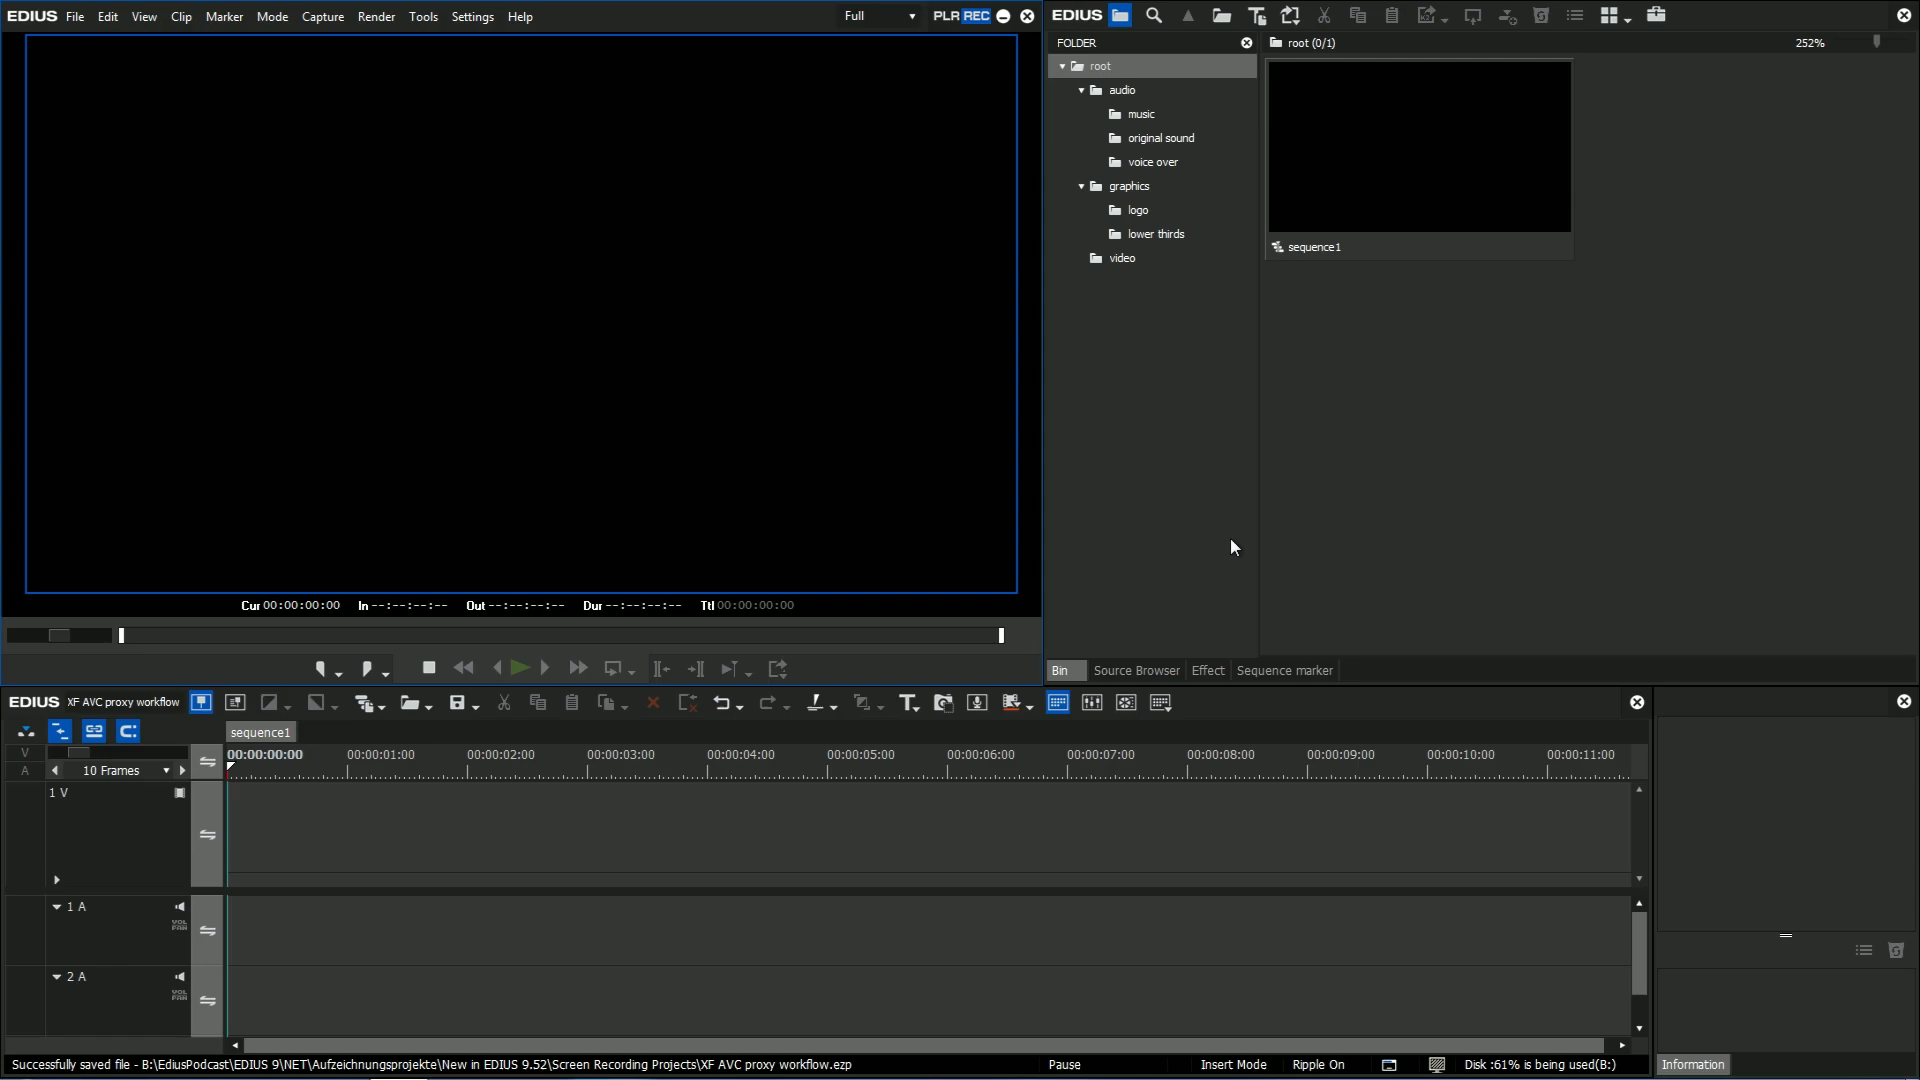 EDIUS File Edit View Clip Marker Mode Capture Render Tools Settings Help Full PLR REC
EDIUS
FOLDER
root (0/1) 252%
root
audio
music
original sound
voice over
graphics
logo
lower thirds
video
sequence1
Cur 00:00:00:00 In --:--:--:-- Out --:--:--:-- Dur --:--:--:-- Ttl 00:00:00:00
Bin Source Browser Effect Sequence marker
EDIUS XF AVC proxy workflow
sequence1
V 00:00:00:00 00:00:01:00 00:00:02:00 00:00:03:00 00:00:04:00 00:00:05:00 00:00:06:00 00:00:07:00 00:00:08:00 00:00:09:00 00:00:10:00 00:00:11:00
A 10 Frames
1 V
1 A
VOL
PAN
2 A
VOL
PAN
Successfully saved file - B:\EdiusPodcast\EDIUS 9\NET\Aufzeichnungsprojekte\New in EDIUS 9.52\Screen Recording Projects\XF AVC proxy workflow.ezp Pause Insert Mode Ripple On Disk :61% is being used(B:) Information